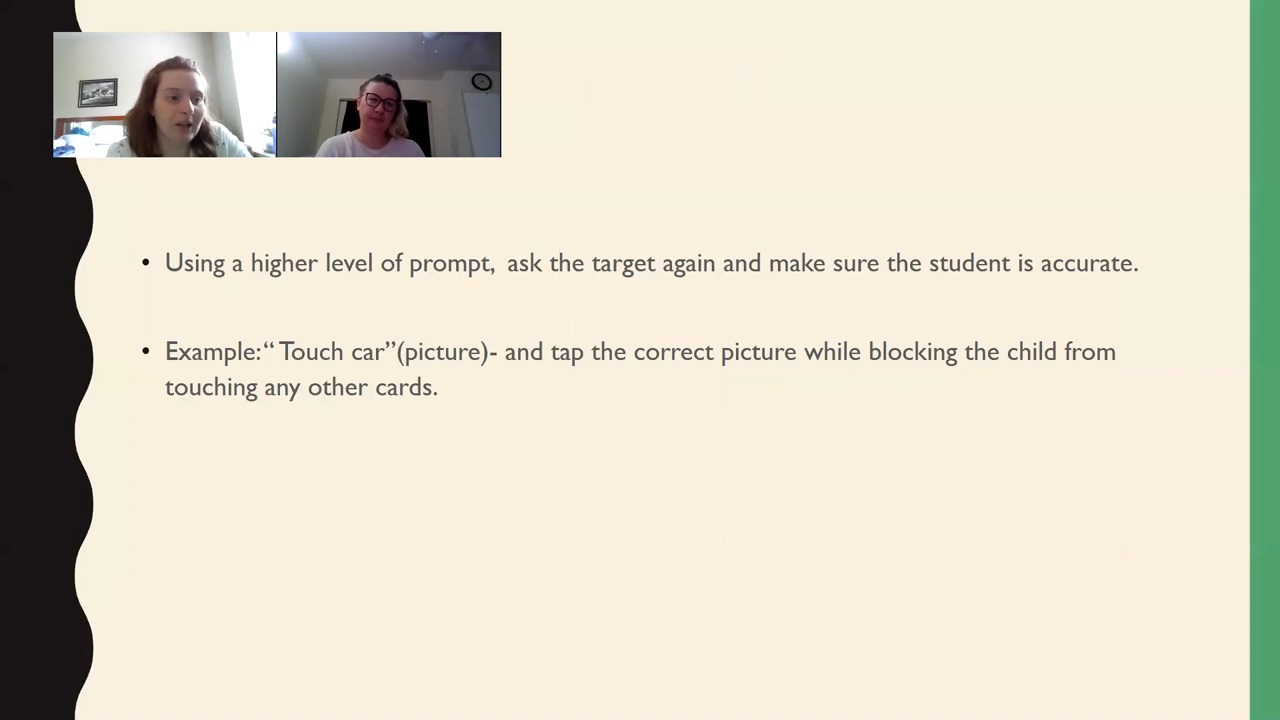 • Using a higher level of prompt,  ask the target again and make sure the student is accurate.
• Example:“ Touch car”(picture)- and tap the correct picture while blocking the child from
touching any other cards.